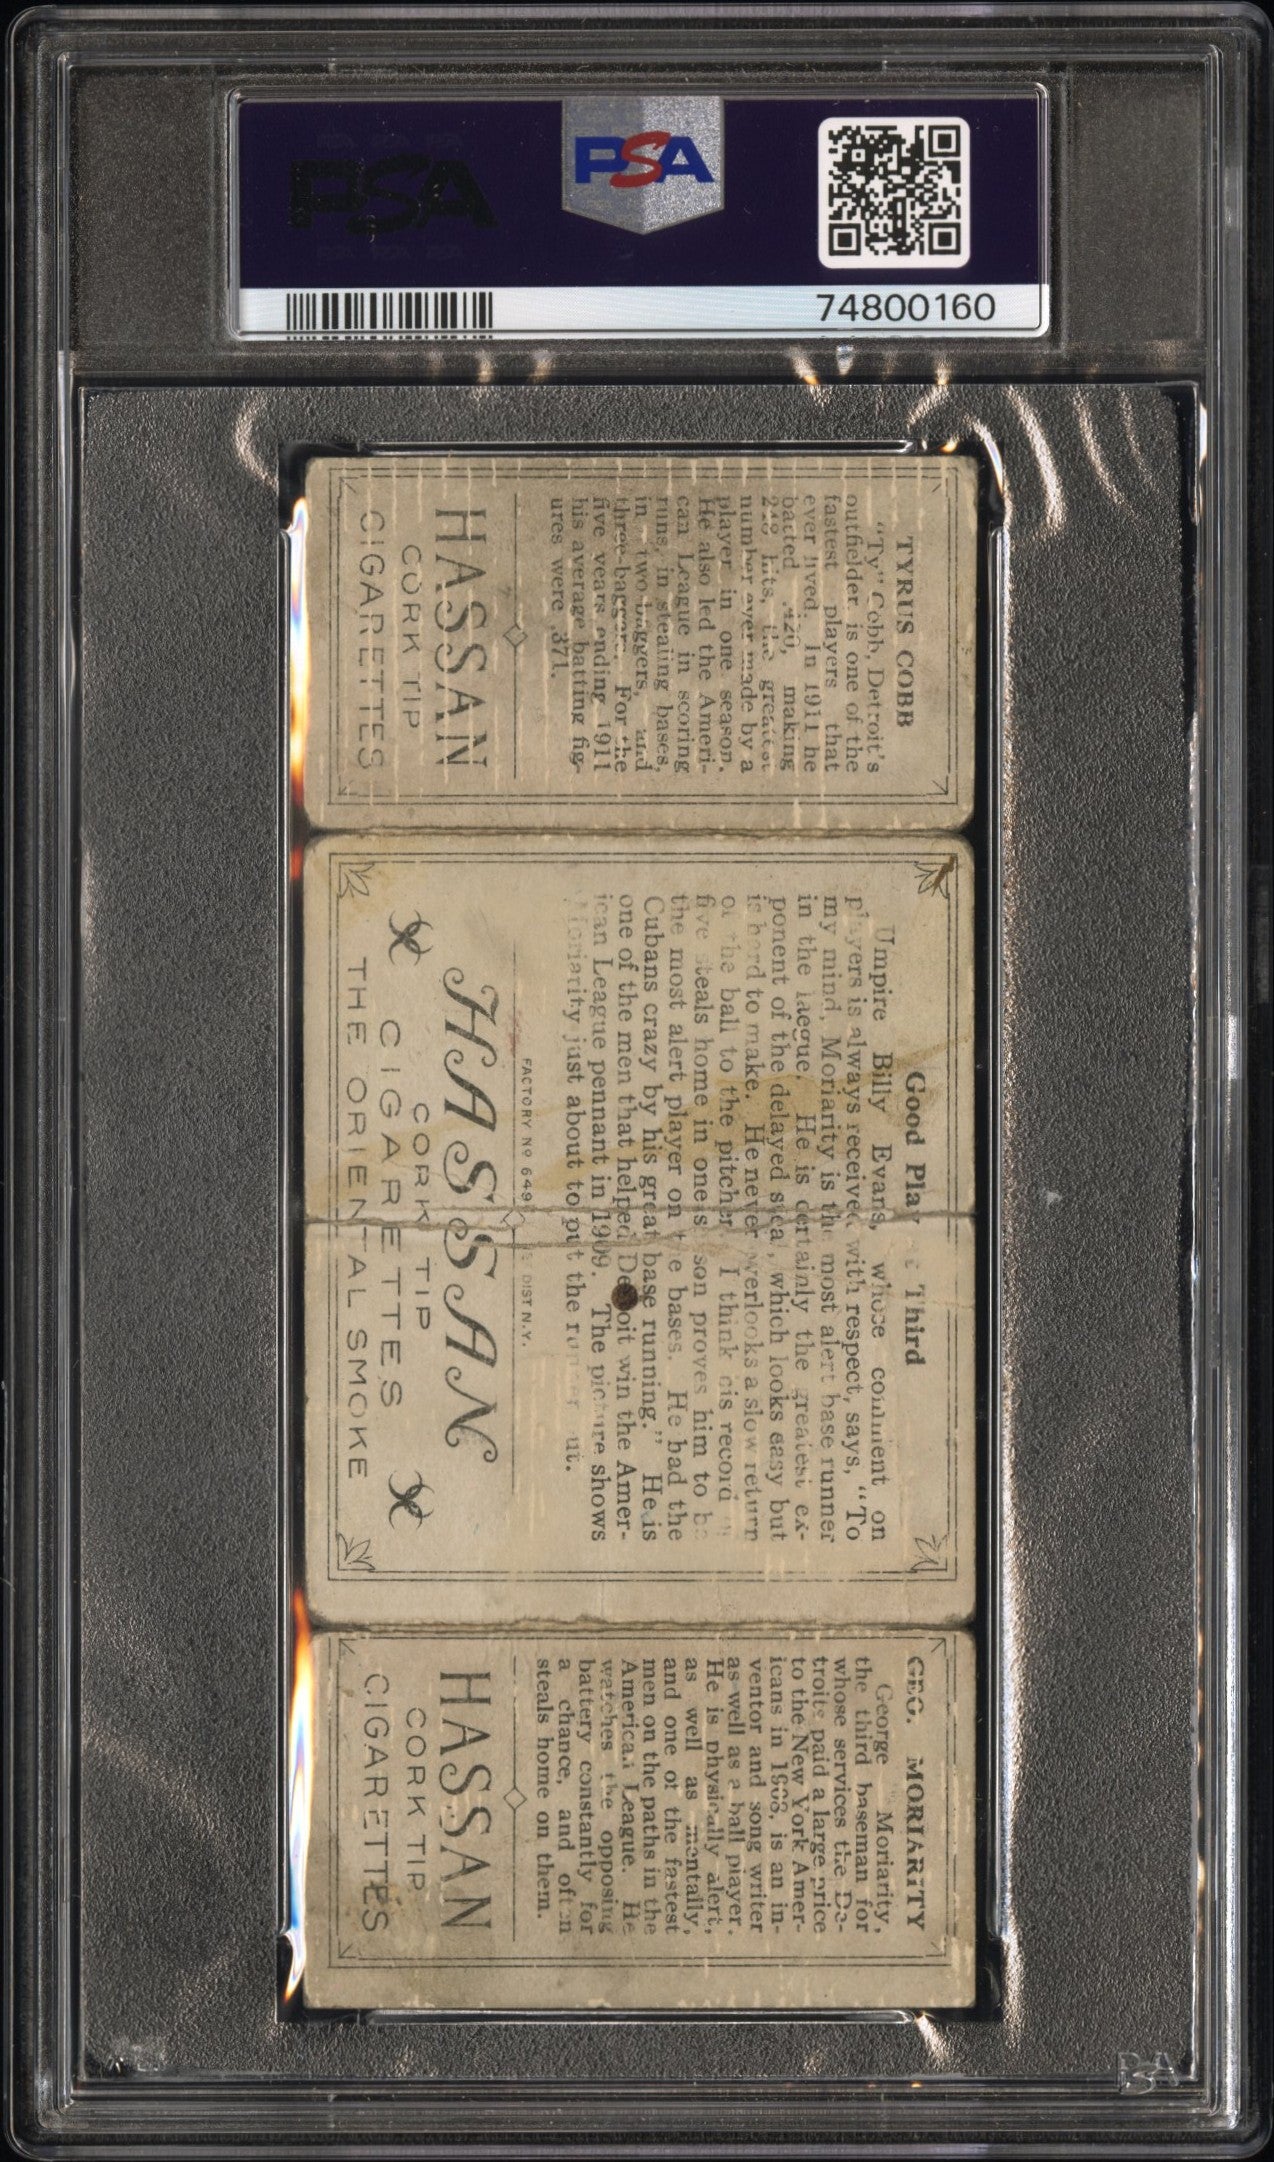 PSA
PSA
74800160
TYRUS COBB
"Ty" Cobb, Detroit's
outfielder is one of the
fastest players that
ever lived. In 1911 he
batted .420, making
248 hits, the greatest
number ever made by a
player in one season.
He also led the Ameri-
can League in scoring
runs, in stealing bases,
in two-baggers, and
three-baggers. For the
five years ending 1911
his average batting fig-
ures were .371.
HASSAN
CORK TIP
CIGARETTES
Good Play Third
Umpire Billy Evans, whose comment on
players is always received with respect, says, "To
my mind, Moriarity is the most alert base runner
in the laegue. He is certainly the greatest ex-
ponent of the delayed steal, which looks easy but
is hard to make. He never overlooks a slow return
of the ball to the pitcher. I think his record
five steals home in one season proves him to be
the most alert player on the bases. He bad the
Cubans crazy by his great base running." He is
one of the men that helped Detroit win the Amer-
ican League pennant in 1909. The picture shows
Moriarity just about to put the runner out.
FACTORY No 649 DIST N.Y.
HASSAN
CORK TIP
CIGARETTES
THE ORIENTAL SMOKE
GEO. MORIARITY
George Moriarity,
the third baseman for
whose services the De-
troits paid a large price
to the New York Amer-
icans in 1908, is an in-
ventor and song writer
as well as a ball player.
He is physically alert,
as well as mentally,
and one of the fastest
men on the paths in the
American League. He
watches the opposing
battery constantly for
a chance, and often
steals home on them.
HASSAN
CORK TIP
CIGARETTES
PSA